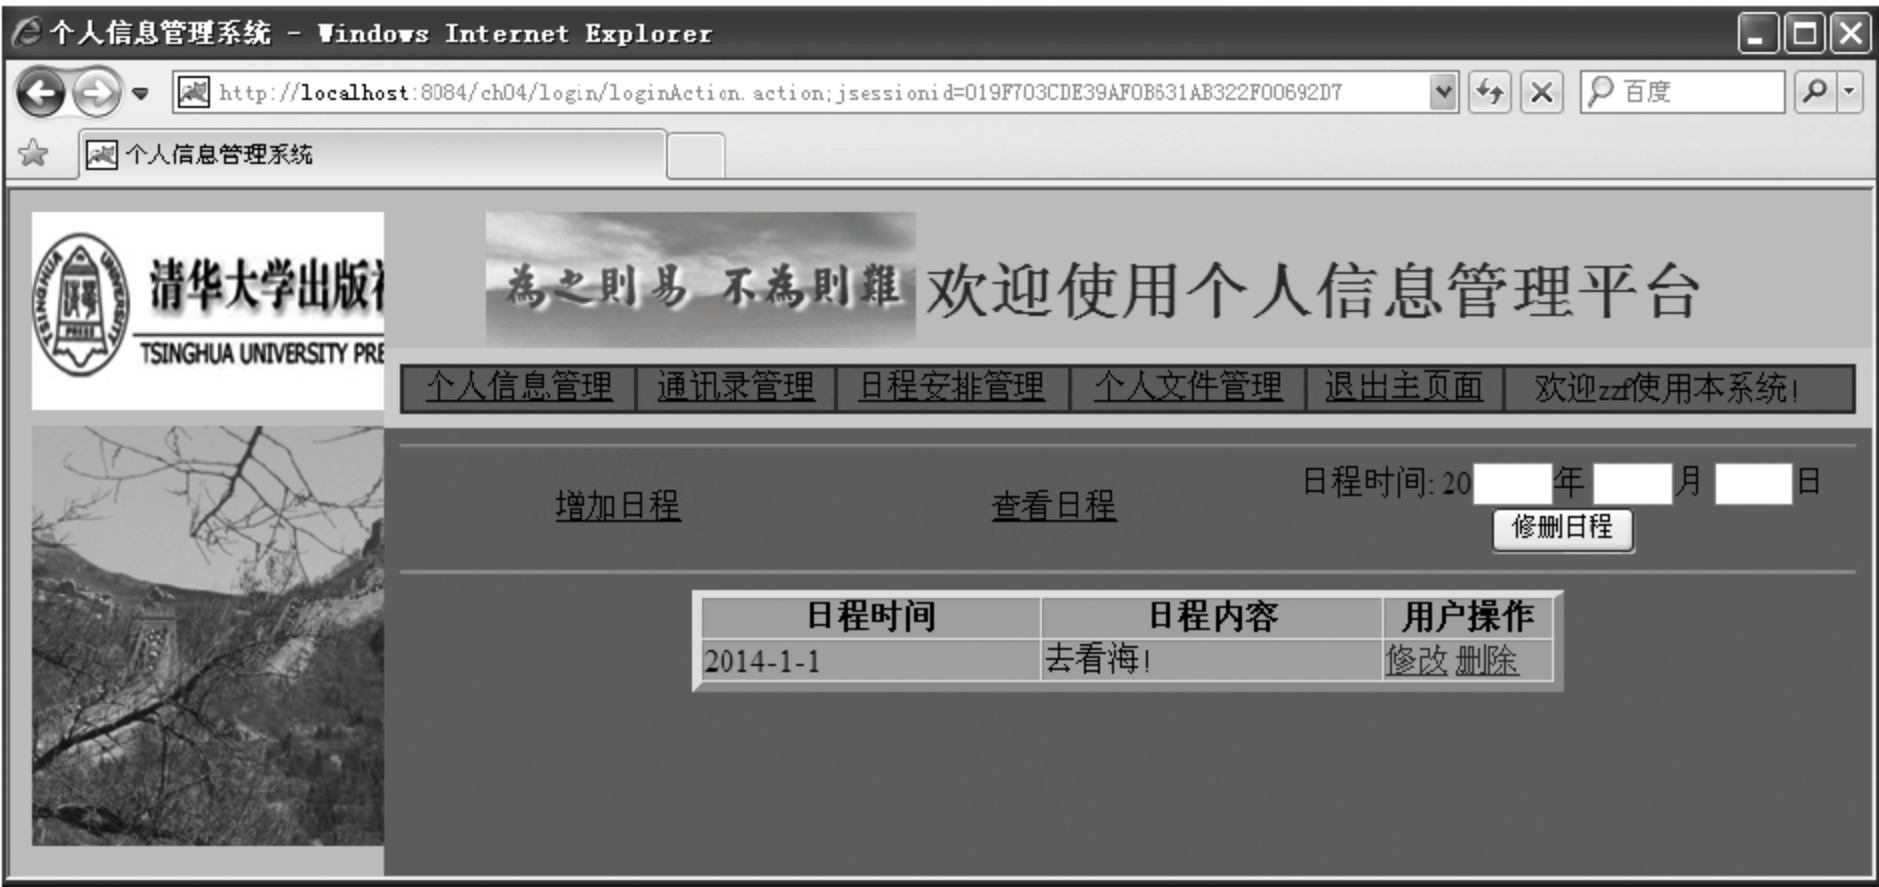 个人信息管理系统 - Windows Internet Explorer
http://localhost:8084/ch04/login/loginAction.action;jsessionid=019F703CDE39AF0B631AB322F00692D7
百度
个人信息管理系统
清华大学出版
TSINGHUA UNIVERSITY PRE
TSINGHUA UNIVERSITY
PRESS
為之則易 不為則難
欢迎使用个人信息管理平台
个人信息管理 通讯录管理 日程安排管理 个人文件管理 退出主页面 欢迎zzf使用本系统!
增加日程 查看日程 日程时间: 20 年 月 日
修删日程
日程时间 日程内容 用户操作
2014-1-1 去看海! 修改 删除